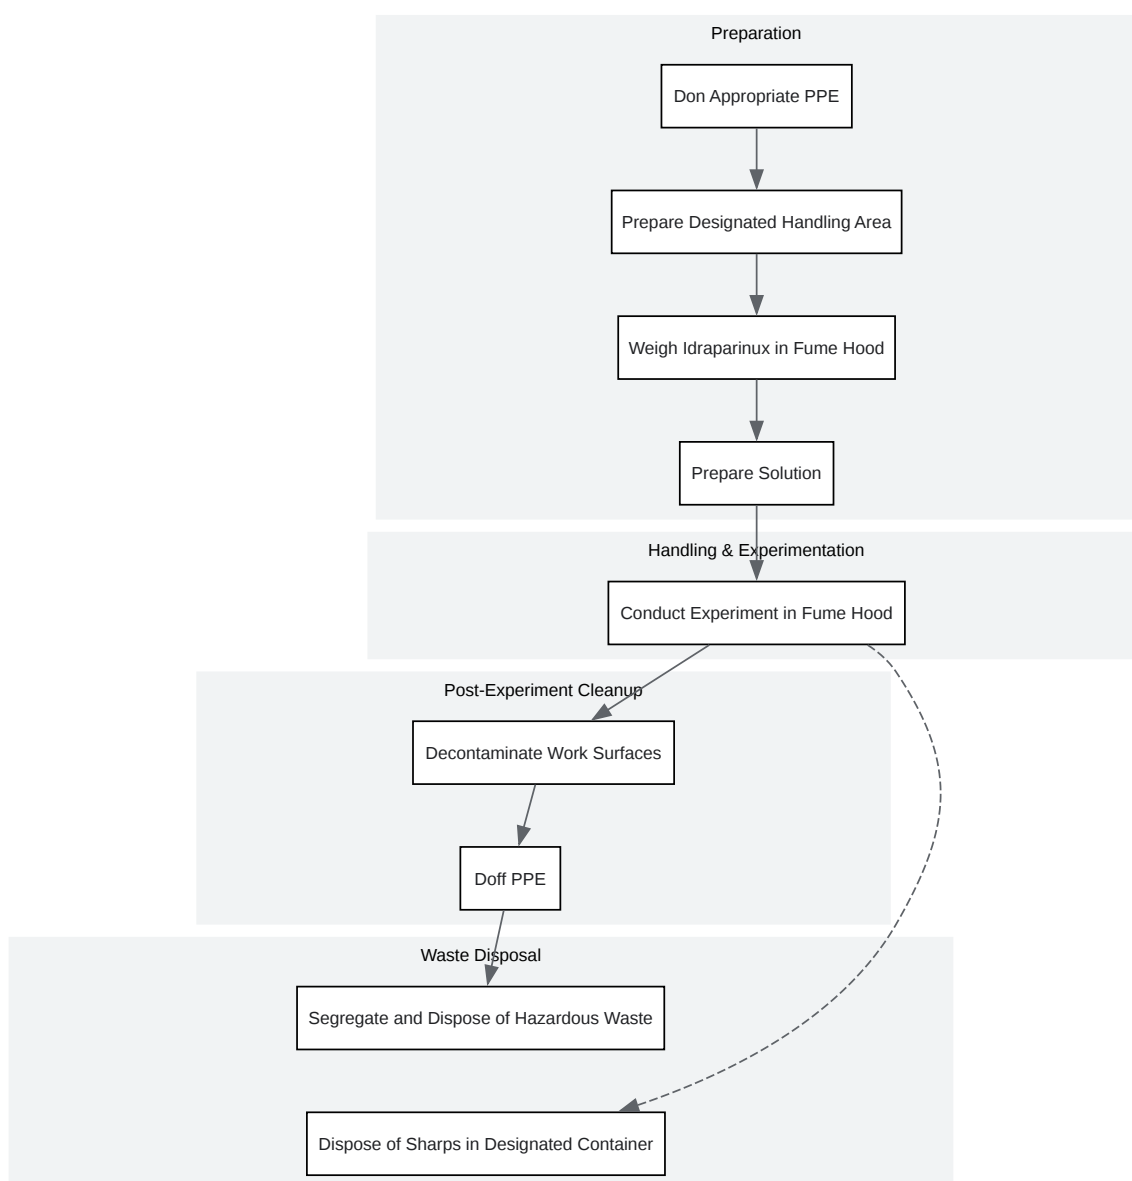 Preparation
Don Appropriate PPE
Prepare Designated Handling Area
Weigh Idraparinux in Fume Hood
Prepare Solution
Handling & Experimentation
Conduct Experiment in Fume Hood
Post-Experiment Cleanup
Decontaminate Work Surfaces
Doff PPE
Waste Disposal
Segregate and Dispose of Hazardous Waste
Dispose of Sharps in Designated Container